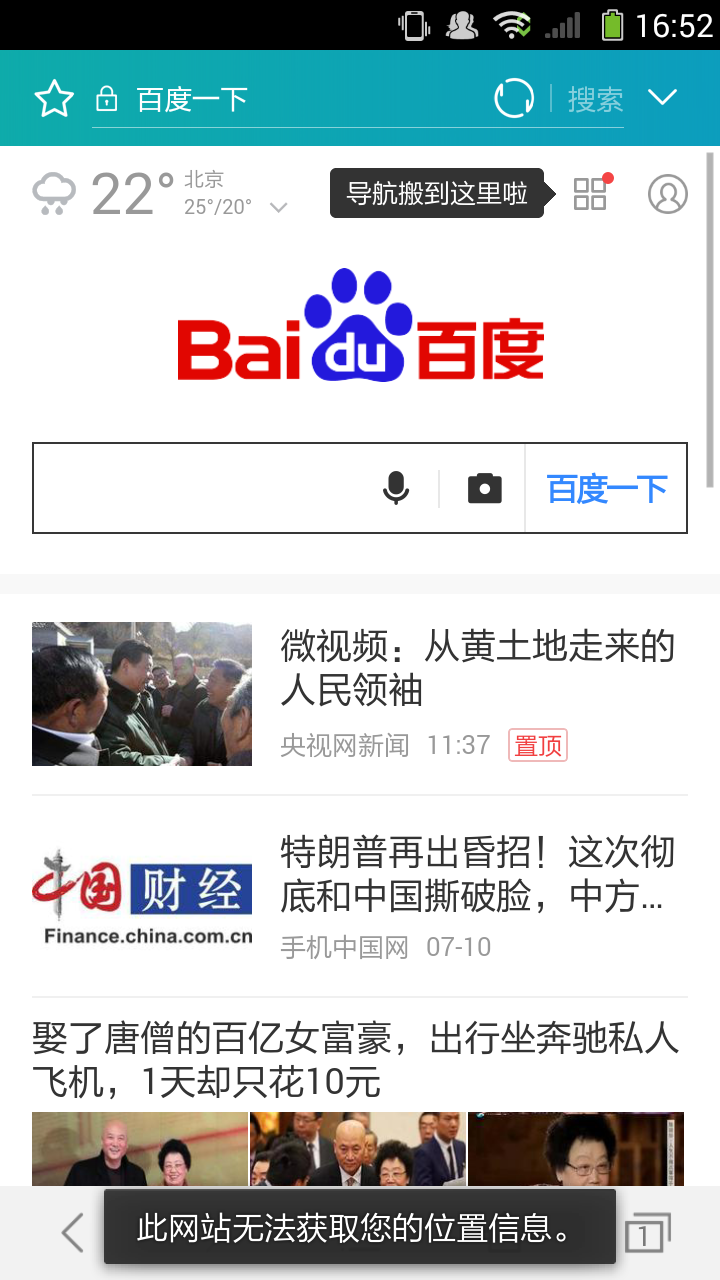 16:52
百度一下
搜索
22°
北京
25°/20°
导航搬到这里啦
Baidu百度
百度一下
微视频：从黄土地走来的
人民领袖
央视网新闻 11:37 置顶
中国财经
Finance.china.com.cn
特朗普再出昏招！这次彻
底和中国撕破脸，中方...
手机中国网 07-10
娶了唐僧的百亿女富豪，出行坐奔驰私人
飞机，1天却只花10元
此网站无法获取您的位置信息。
1